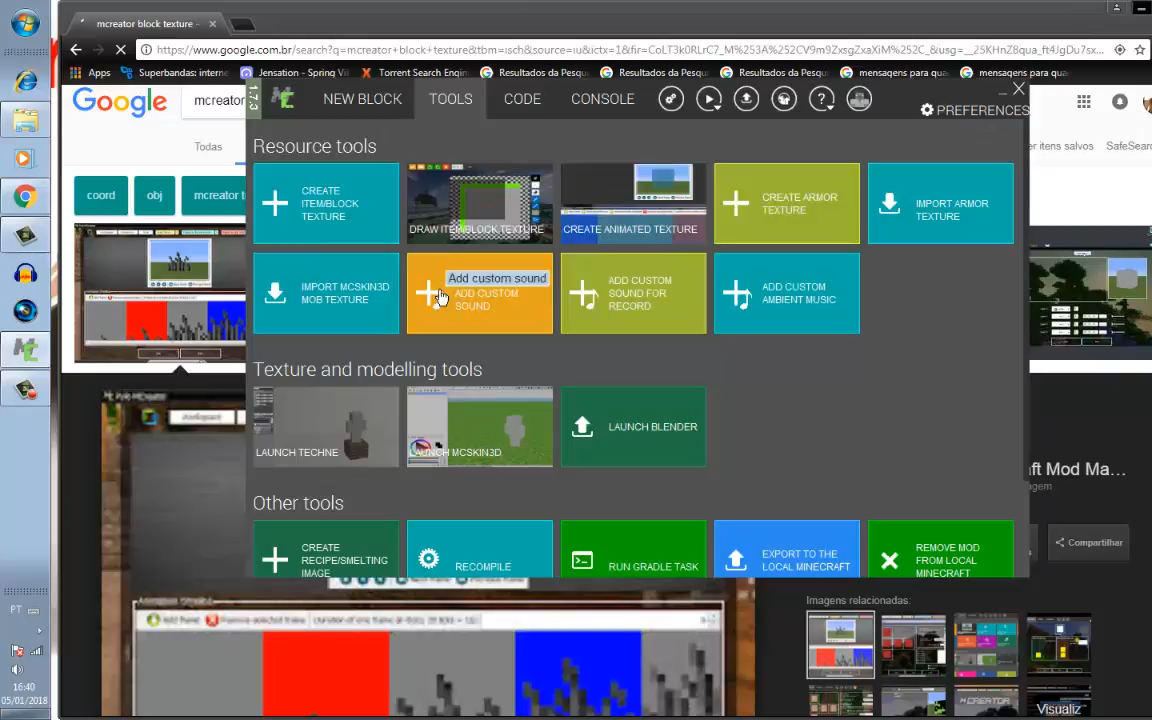 mcreator block texture -
https://www.google.com.br/search?q=mcreator+block+texture&tbm=isch&source=iu&ictx=1&fir=CoLT3k0RLrC7_M%253A%252CV9m9ZxsgZxaXiM%252C_&usg=__25KHnZ8qua_ft4JgDu7sx...
Apps
Superbandas: interne
Jensation - Spring Vi
Torrent Search Engin
Resultados da Pesqu
Resultados da Pesqu
Resultados da Pesqu
mensagens para qua
mensagens para qua
Google
mcreator
Todas
er itens salvos
SafeSearc
coord
obj
mcreator t
1.7.3
NEW BLOCK
TOOLS
CODE
CONSOLE
PREFERENCES
Resource tools
CREATE
ITEM/BLOCK
TEXTURE
DRAW ITEM/BLOCK TEXTURE
CREATE ANIMATED TEXTURE
CREATE ARMOR
TEXTURE
IMPORT ARMOR
TEXTURE
IMPORT MCSKIN3D
MOB TEXTURE
Add custom sound
ADD CUSTOM
SOUND
ADD CUSTOM
SOUND FOR
RECORD
ADD CUSTOM
AMBIENT MUSIC
Texture and modelling tools
LAUNCH TECHNE
LAUNCH MCSKIN3D
LAUNCH BLENDER
Other tools
CREATE
RECIPE/SMELTING
IMAGE
RECOMPILE
RUN GRADLE TASK
EXPORT TO THE
LOCAL MINECRAFT
REMOVE MOD
FROM LOCAL
MINECRAFT
ft Mod Ma...
agem
Compartilhar
Imagens relacionadas:
Visualiz
PT
16:40
05/01/2018